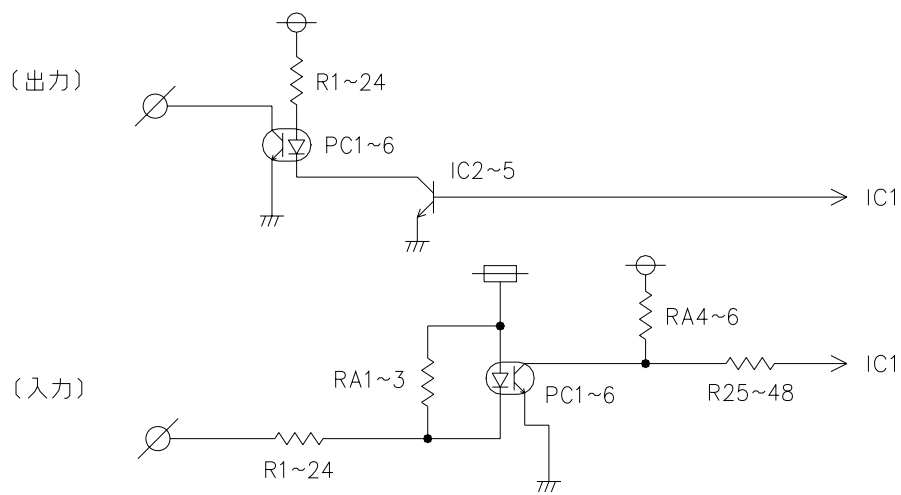 〔出力〕
R1~24
PC1~6
IC2~5
IC1
〔入力〕
RA4~6
IC1
RA1~3
PC1~6
R25~48
R1~24